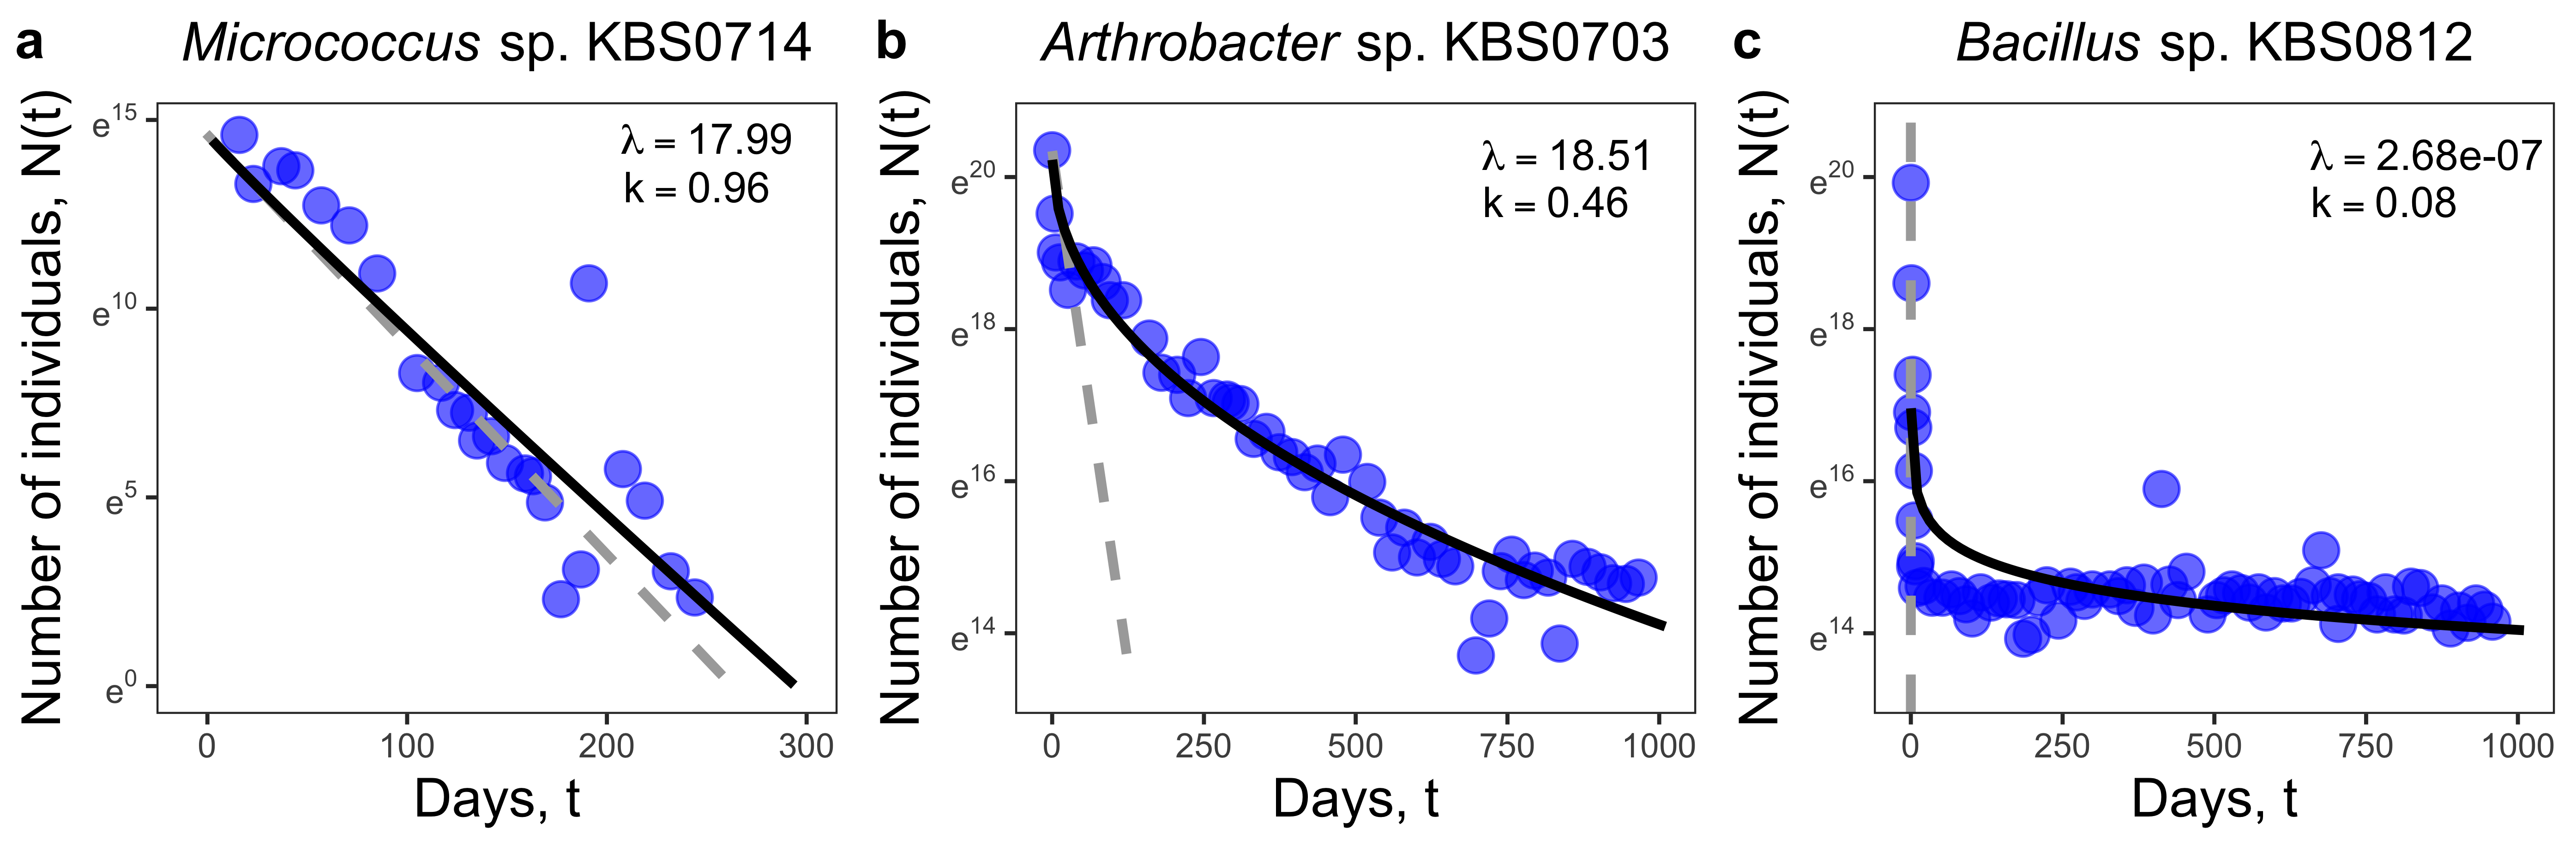 a
Micrococcus sp. KBS0714
Number of individuals, N(t)
e15
e10
e5
e0
λ = 17.99
k = 0.96
0 100 200 300
Days, t
b
Arthrobacter sp. KBS0703
Number of individuals, N(t)
e20
e18
e16
e14
λ = 18.51
k = 0.46
0 250 500 750 1000
Days, t
c
Bacillus sp. KBS0812
Number of individuals, N(t)
e20
e18
e16
e14
λ = 2.68e-07
k = 0.08
0 250 500 750 1000
Days, t